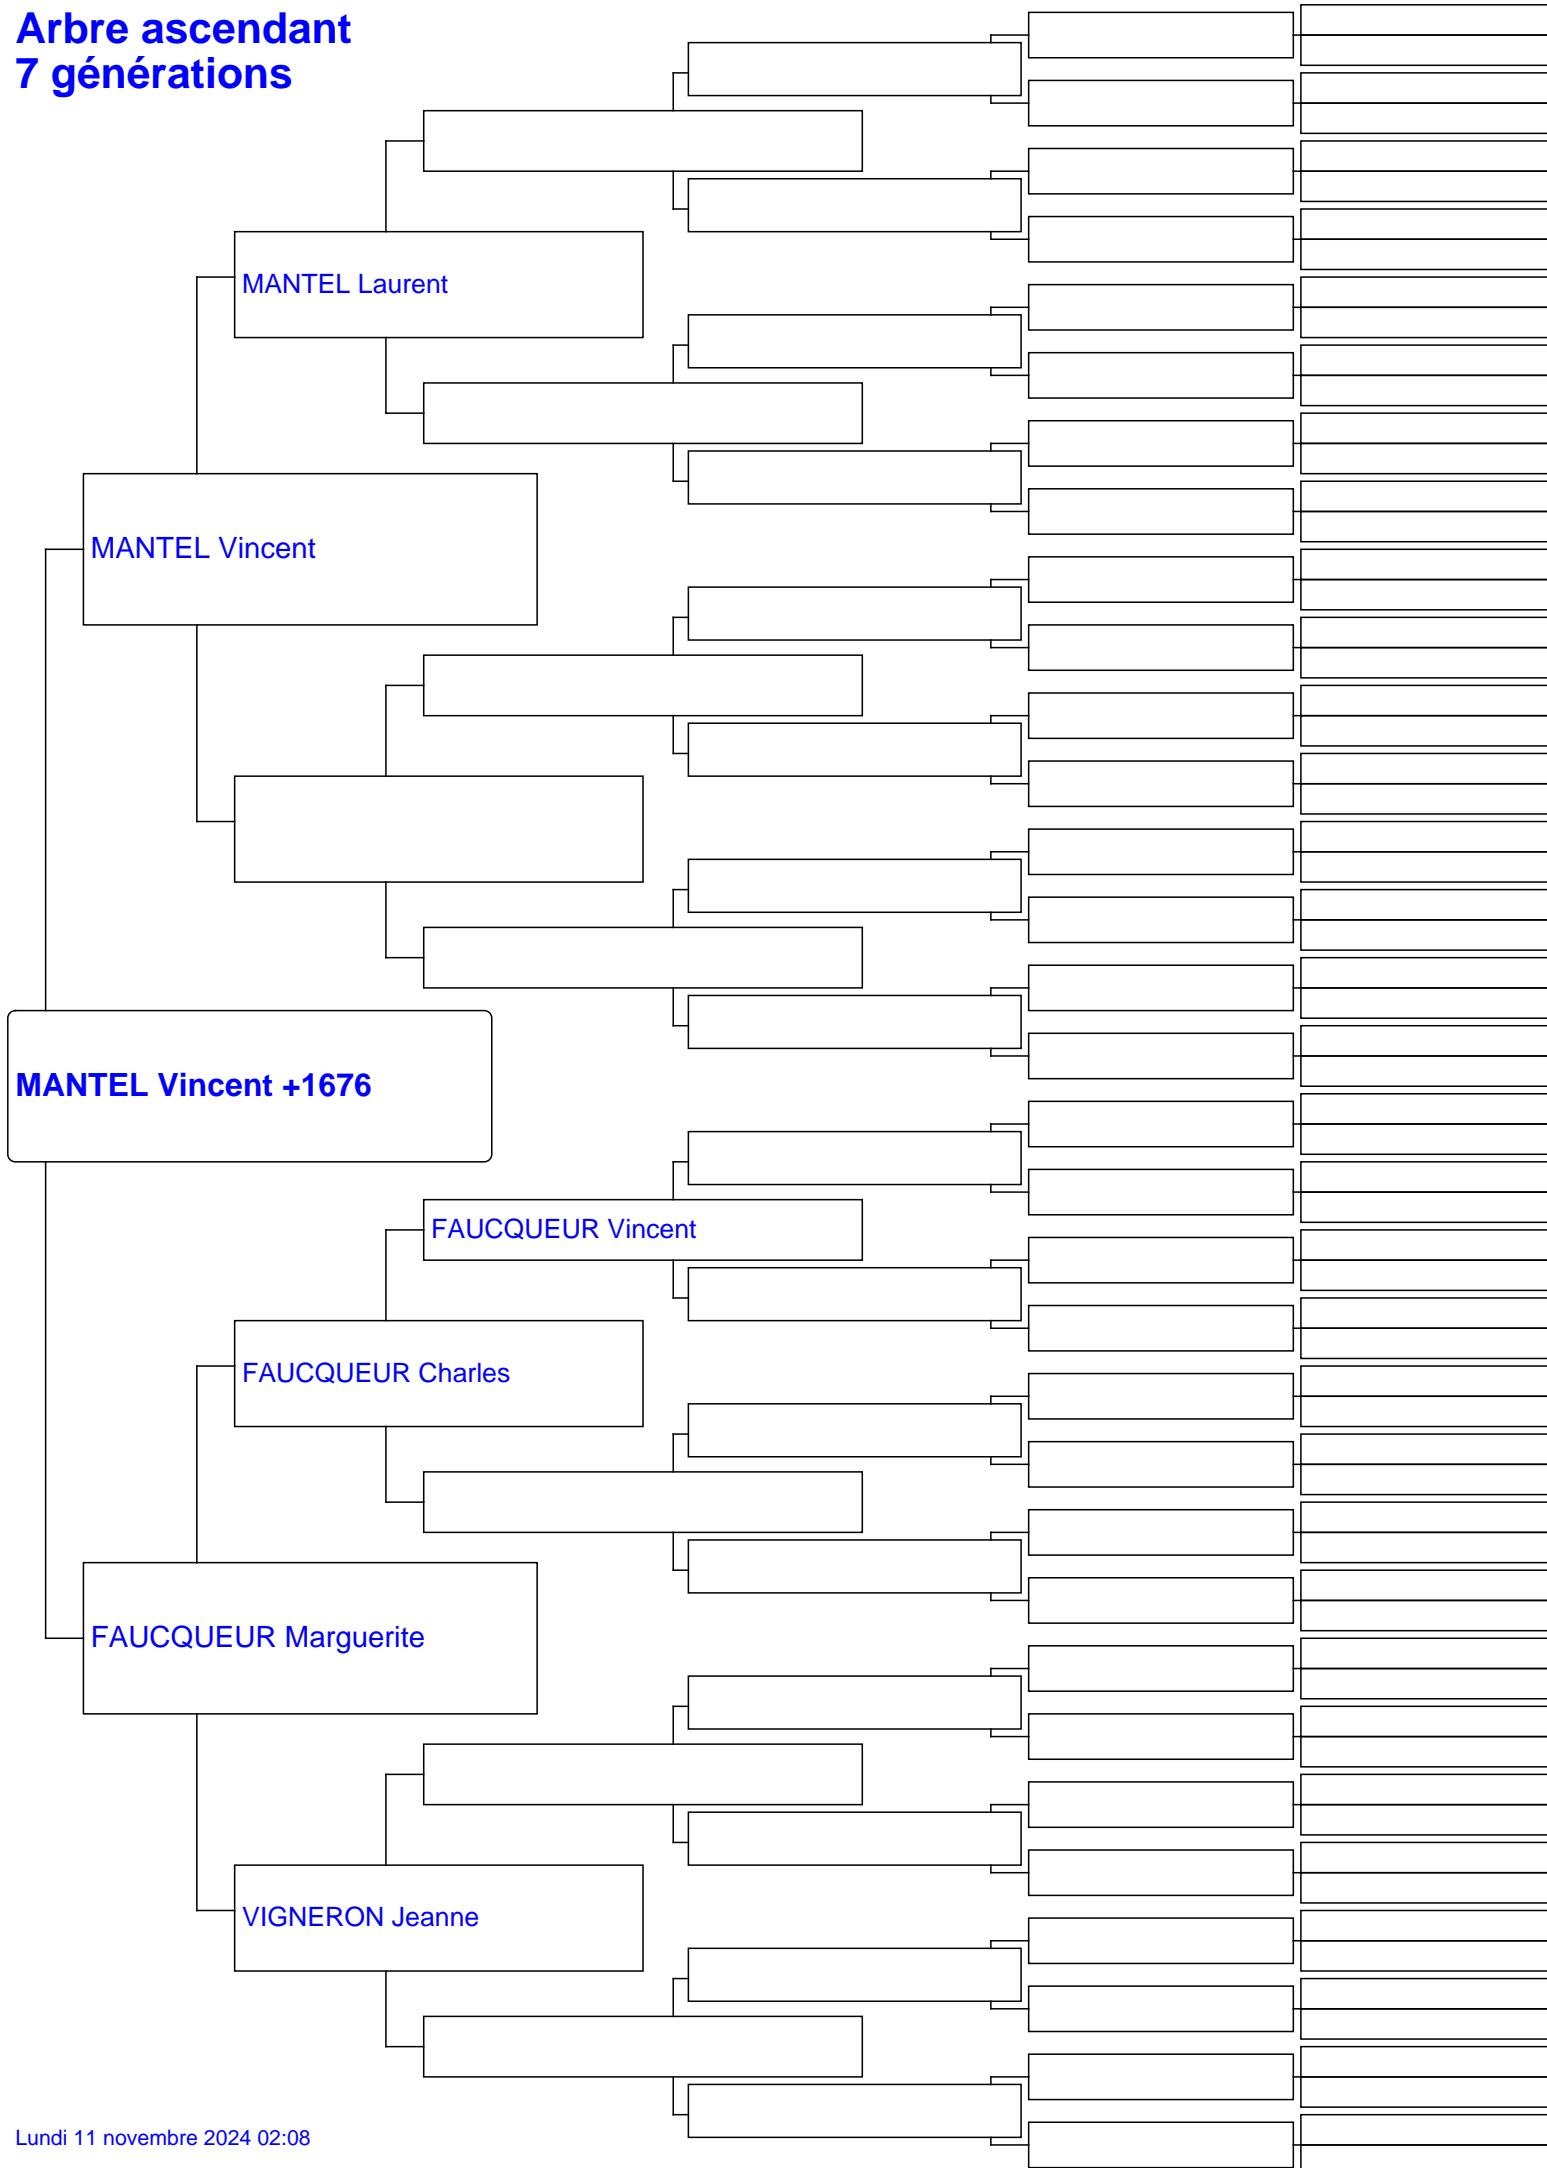 Arbre ascendant
7 générations
MANTEL Laurent
MANTEL Vincent
MANTEL Vincent +1676
FAUCQUEUR Vincent
FAUCQUEUR Charles
FAUCQUEUR Marguerite
VIGNERON Jeanne
Lundi 11 novembre 2024 02:08